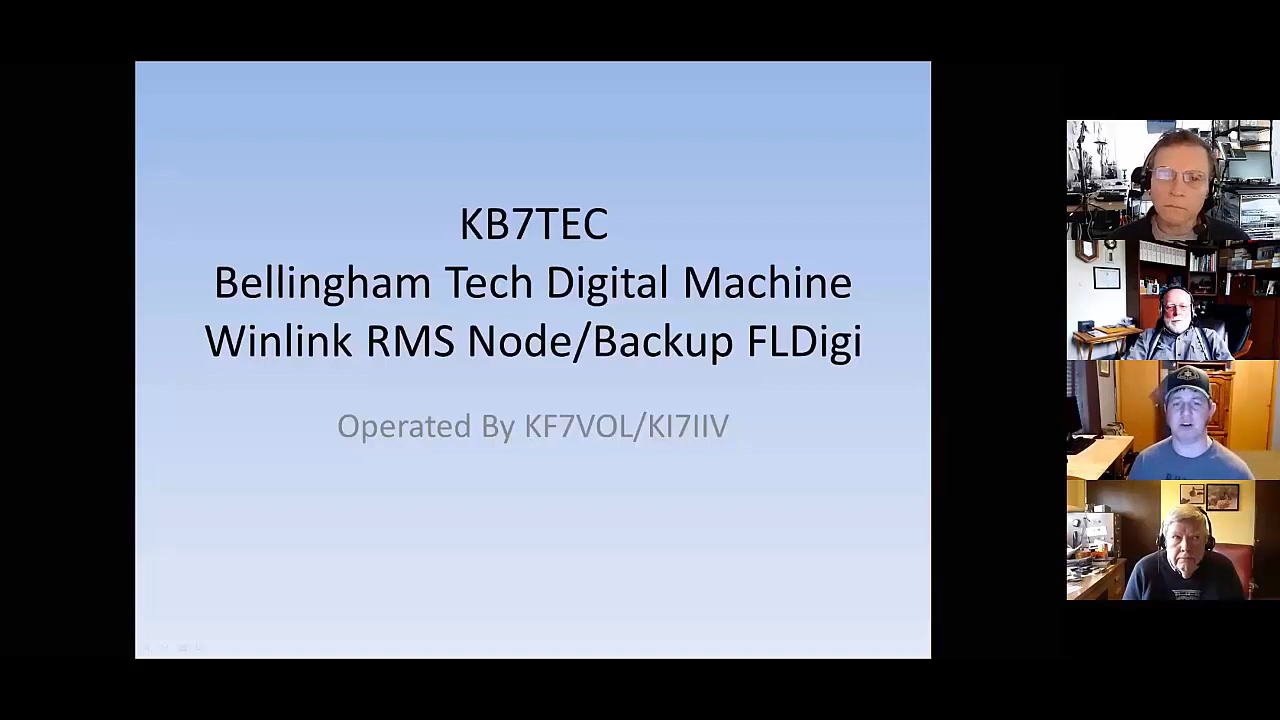 KB7TEC
Bellingham Tech Digital Machine
Winlink RMS Node/Backup FLDigi
Operated By KF7VOL/KI7IIV